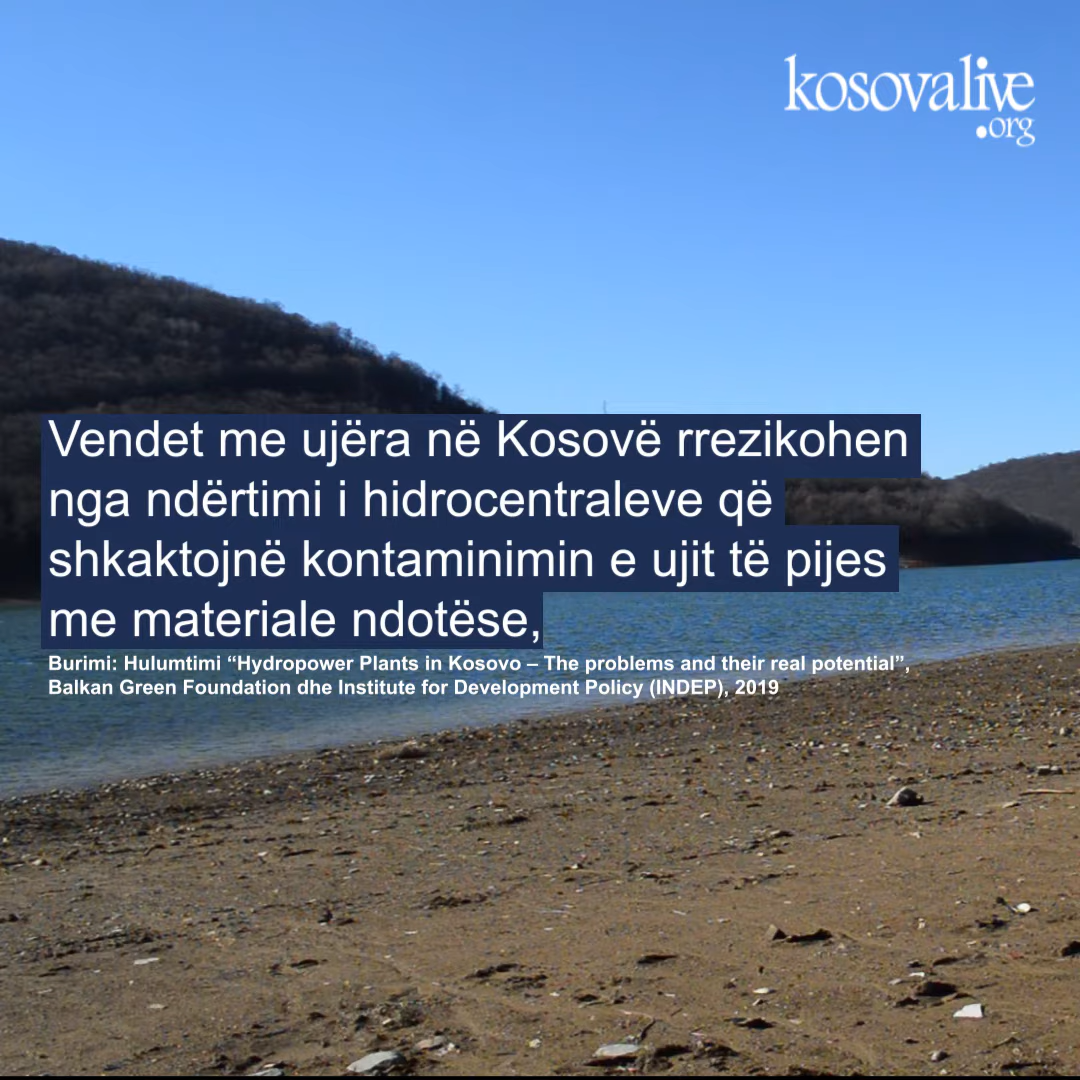 kosovalive
.org
Vendet me ujëra në Kosovë rrezikohen
nga ndërtimi i hidrocentraleve që
shkaktojnë kontaminimin e ujit të pijes
me materiale ndotëse,
Burimi: Hulumtimi “Hydropower Plants in Kosovo – The problems and their real potential”,
Balkan Green Foundation dhe Institute for Development Policy (INDEP), 2019